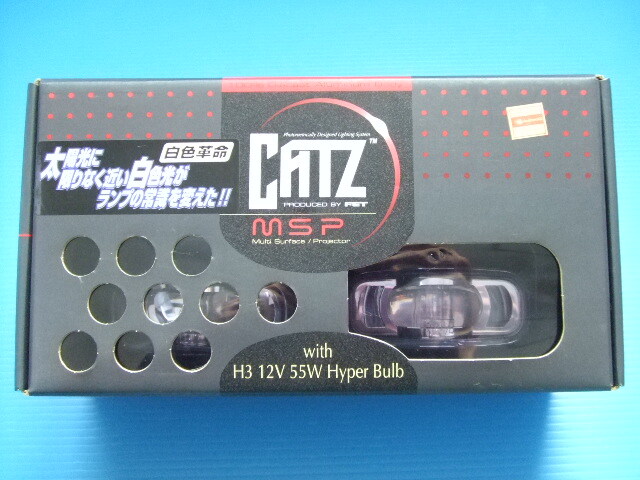 Photometrically Designed Lighting System
CATZ™
PRODUCED BY FET
MSP
Multi Surface / Projector
白色革命
太陽光に
限りなく近い白色光が
ランプの常識を変えた!!
with
H3 12V 55W Hyper Bulb